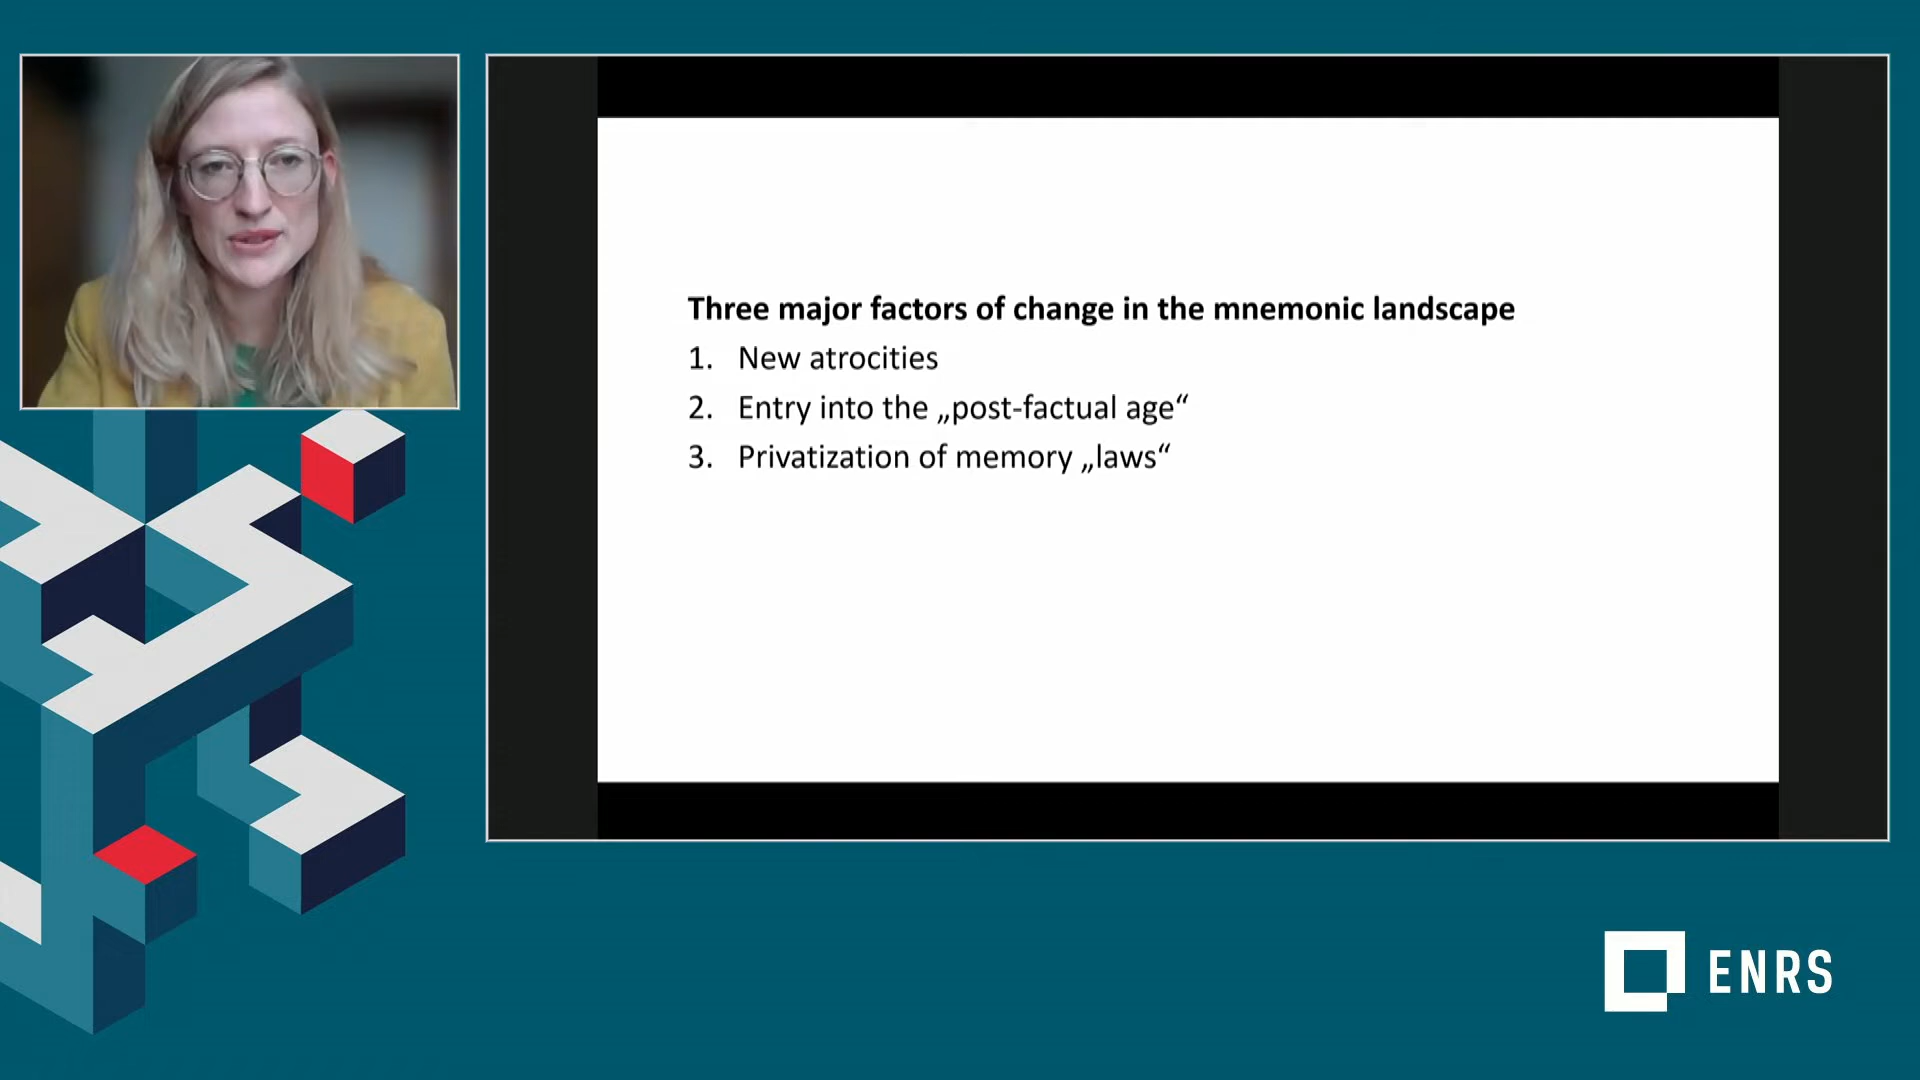 Three major factors of change in the mnemonic landscape
1. New atrocities
2. Entry into the „post-factual age“
3. Privatization of memory „laws“
ENRS